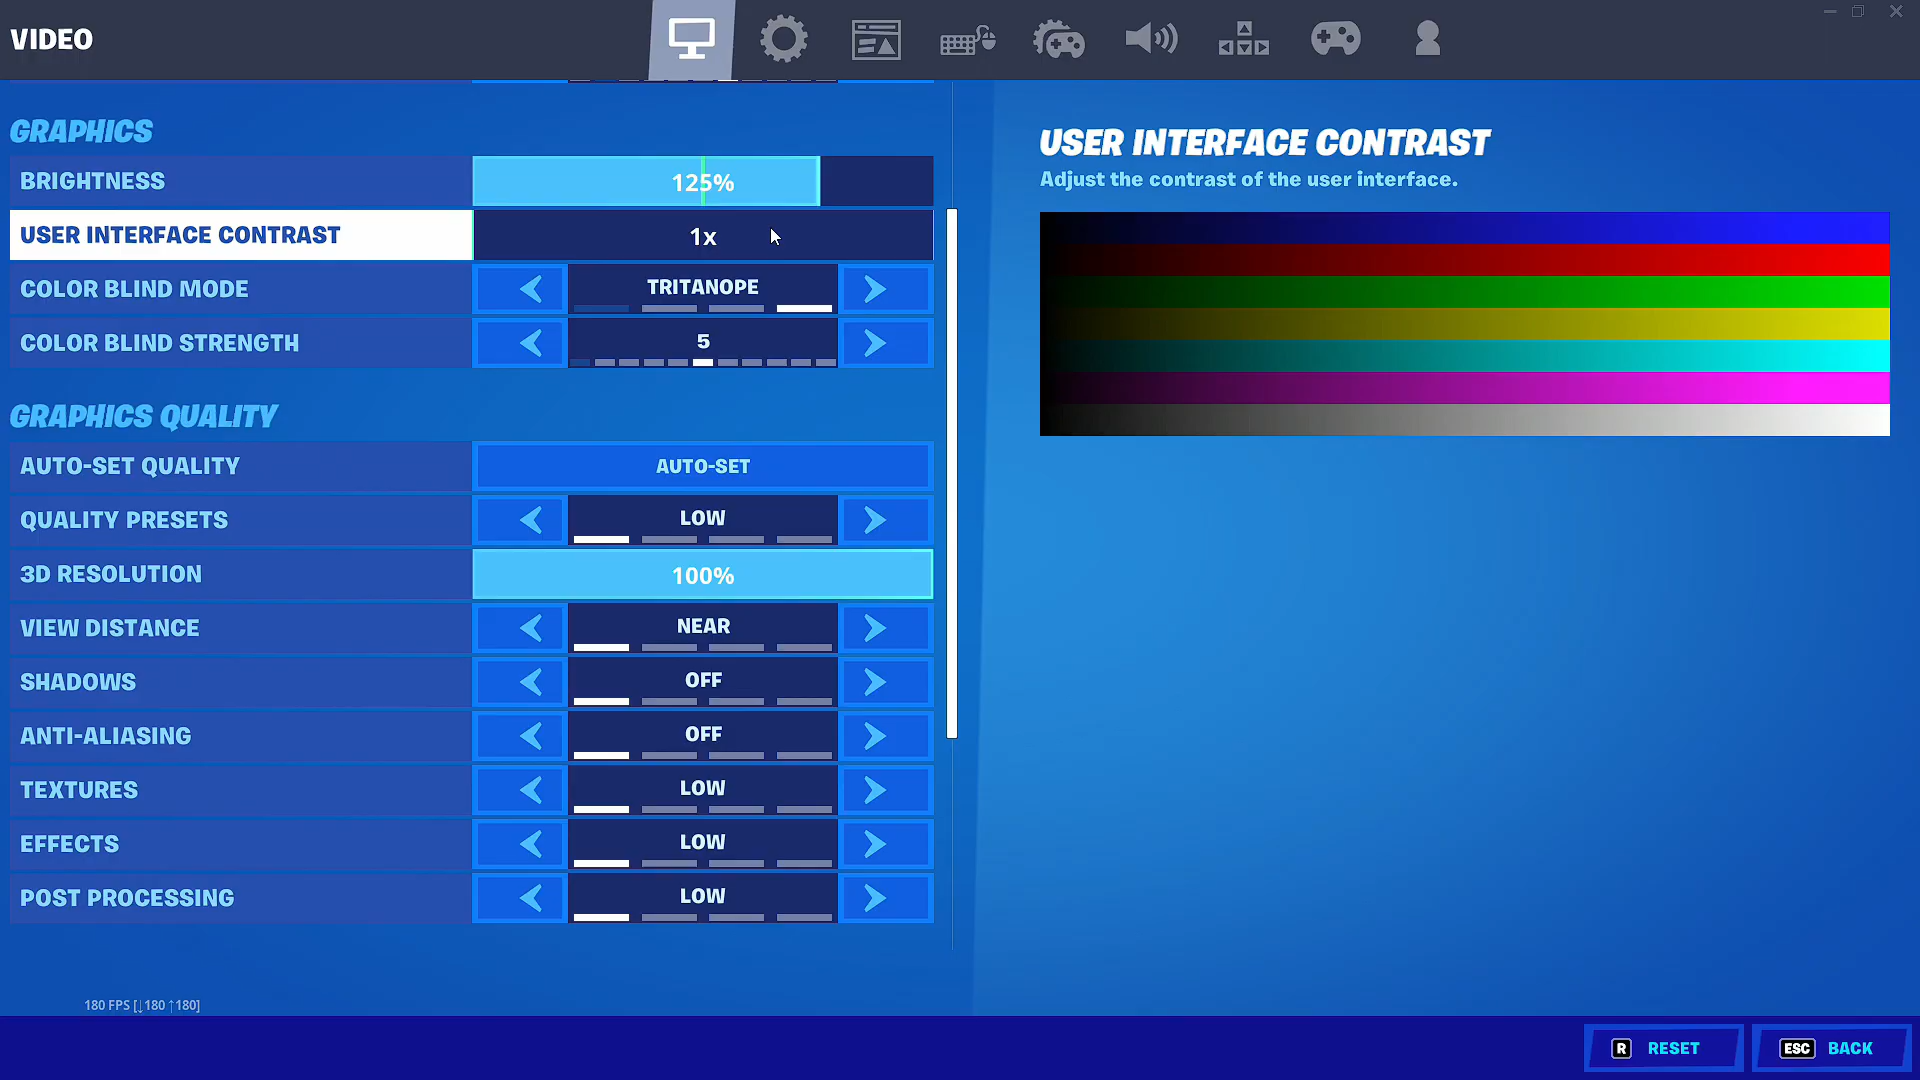 VIDEO
GRAPHICS
BRIGHTNESS
125%
USER INTERFACE CONTRAST
1x
COLOR BLIND MODE
TRITANOPE
COLOR BLIND STRENGTH
5
GRAPHICS QUALITY
AUTO-SET QUALITY
AUTO-SET
QUALITY PRESETS
LOW
3D RESOLUTION
100%
VIEW DISTANCE
NEAR
SHADOWS
OFF
ANTI-ALIASING
OFF
TEXTURES
LOW
EFFECTS
LOW
POST PROCESSING
LOW
180 FPS [↓180 ↑180]
USER INTERFACE CONTRAST
Adjust the contrast of the user interface.
R RESET
ESC BACK